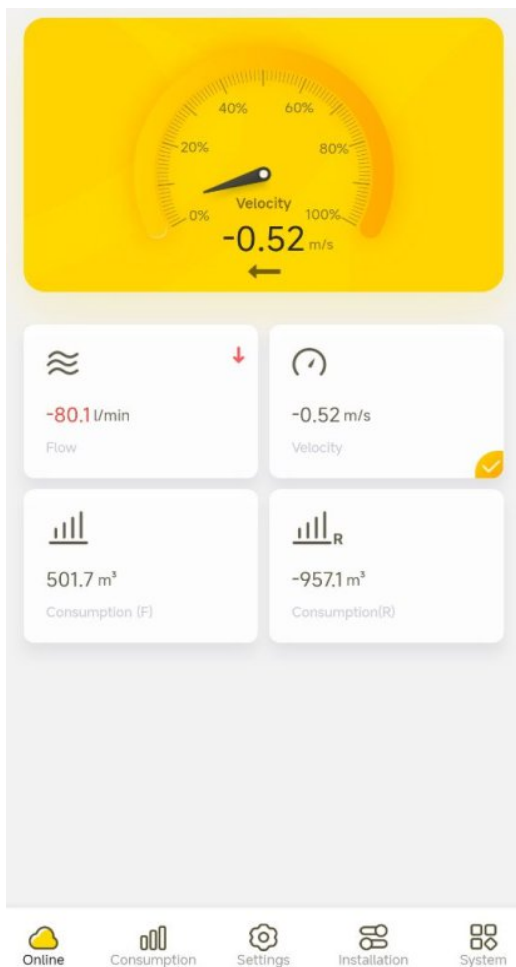 40% 60%
20% 80%
0% Velocity 100%
-0.52 m/s
-80.1 l/min
Flow
-0.52 m/s
Velocity
501.7 m³
Consumption (F)
R
-957.1 m³
Consumption(R)
Online Consumption Settings Installation System